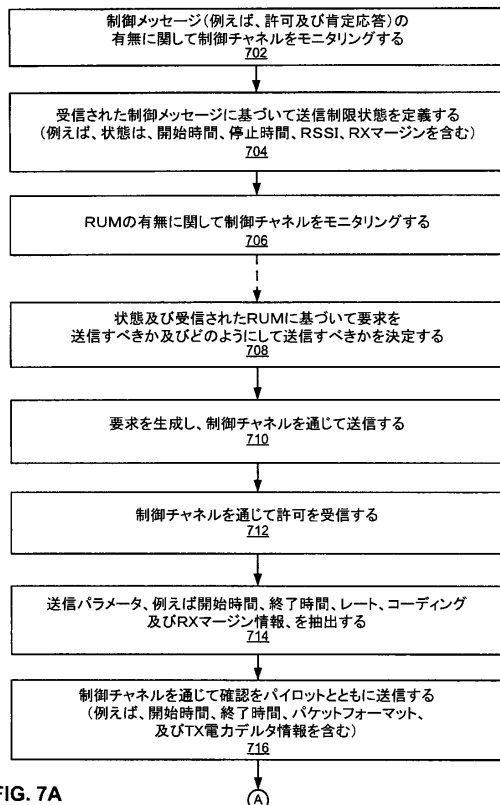 制御メッセージ(例えば、許可及び肯定応答)の
有無に関して制御チャネルをモニタリングする
702
受信された制御メッセージに基づいて送信制限状態を定義する
(例えば、状態は、開始時間、停止時間、RSSI、RXマージンを含む)
704
RUMの有無に関して制御チャネルをモニタリングする
706
状態及び受信されたRUMに基づいて要求を
送信すべきか及びどのようにして送信すべきかを決定する
708
要求を生成し、制御チャネルを通じて送信する
710
制御チャネルを通じて許可を受信する
712
送信パラメータ、例えば開始時間、終了時間、レート、コーディング
及びRXマージン情報、を抽出する
714
制御チャネルを通じて確認をパイロットとともに送信する
(例えば、開始時間、終了時間、パケットフォーマット、
及びTX電力デルタ情報を含む)
716
FIG. 7A
A